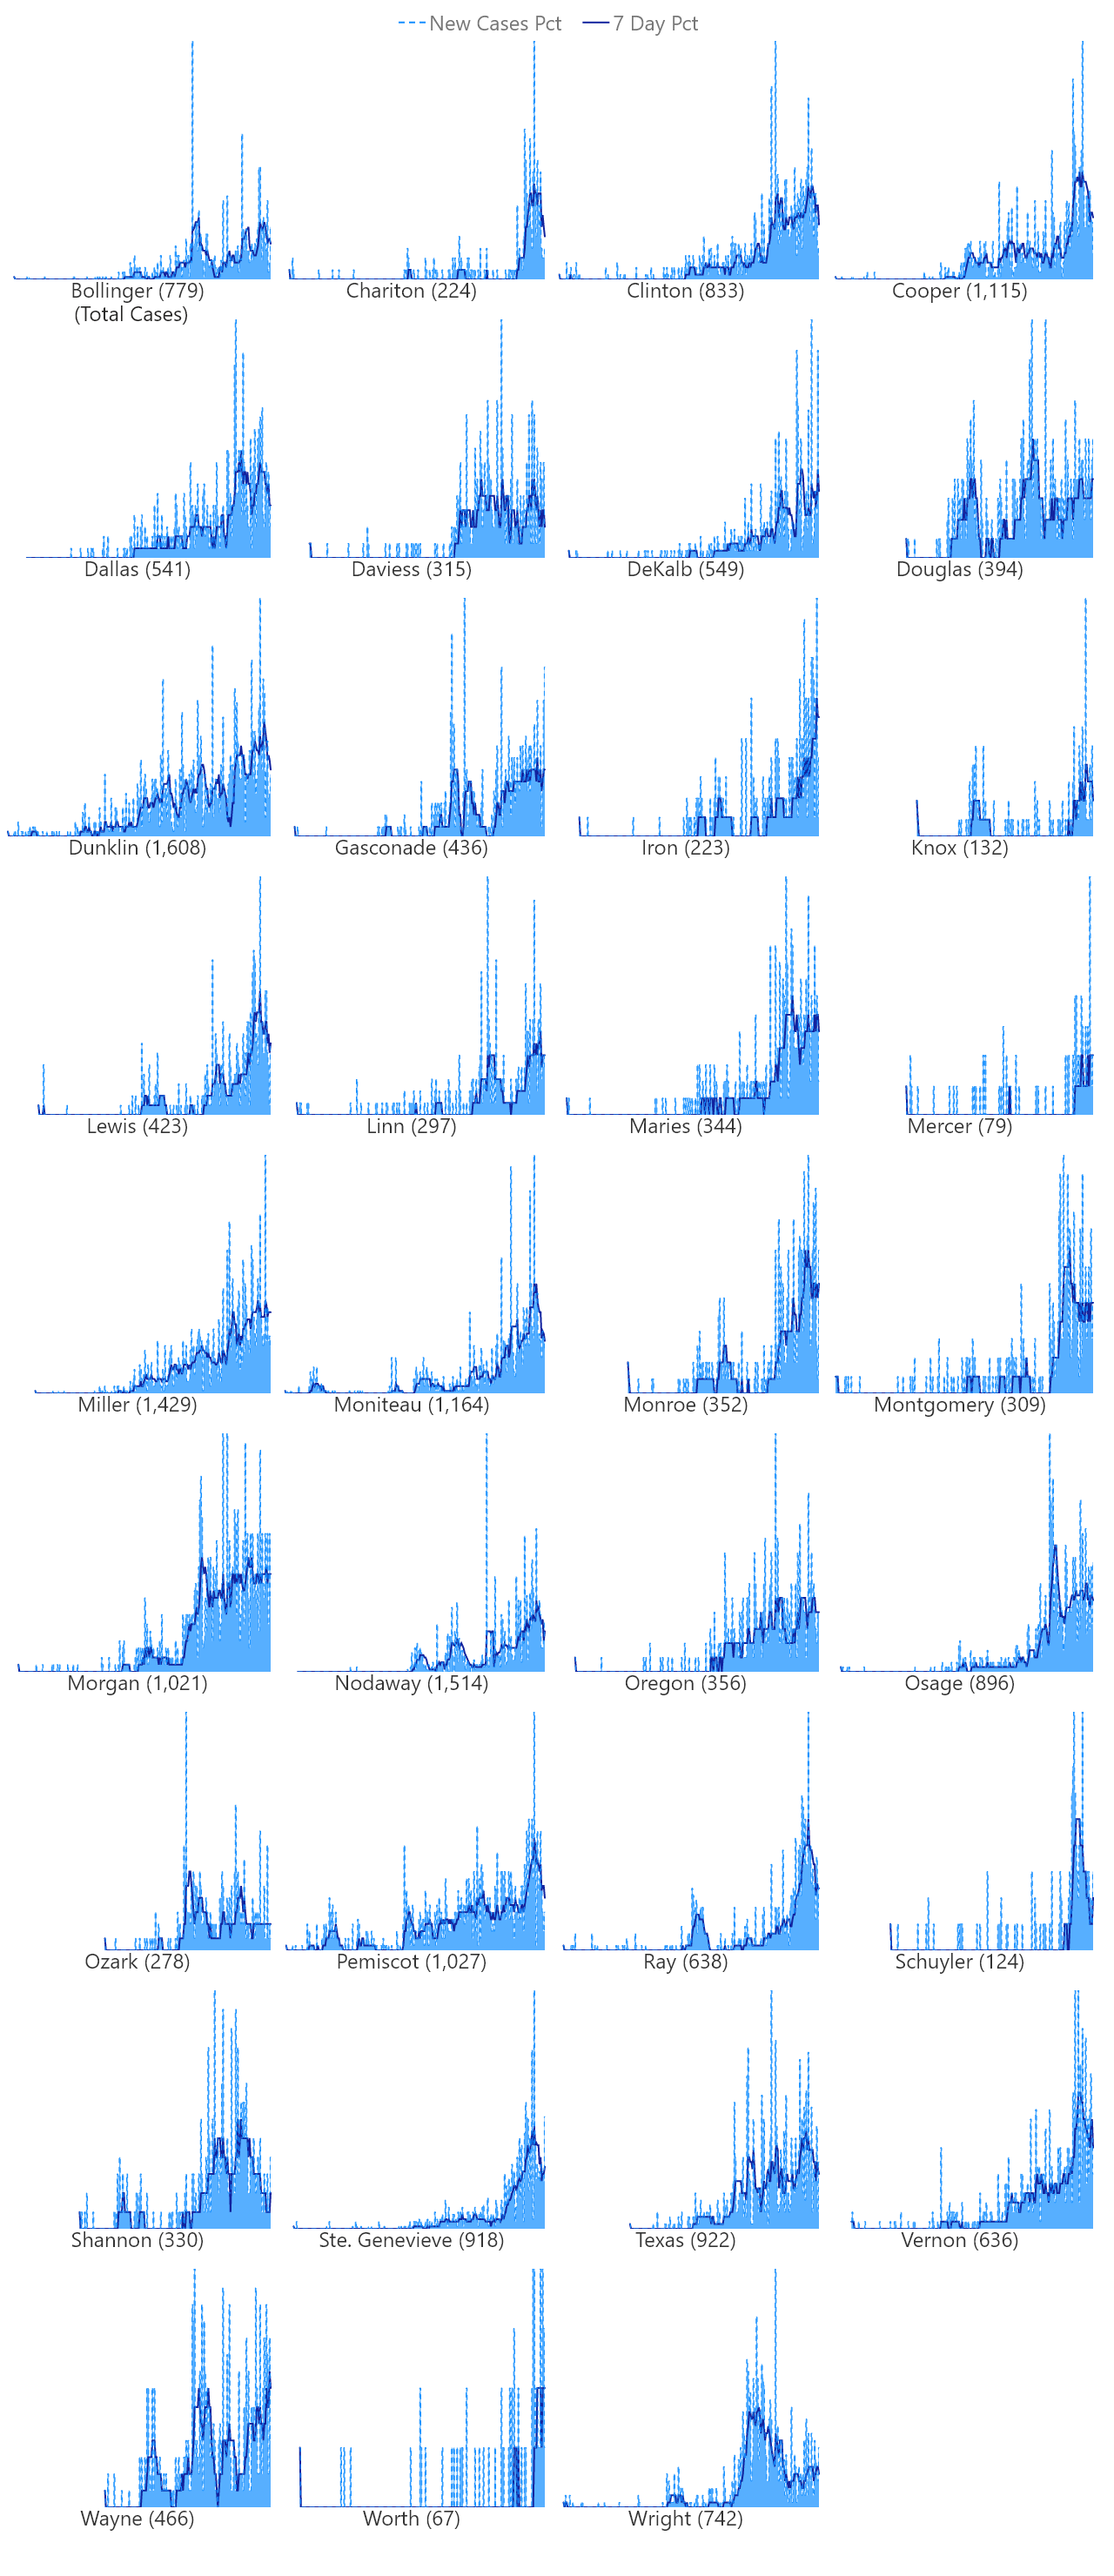 New Cases Pct 7 Day Pct
Bollinger (779) Chariton (224) Clinton (833) Cooper (1,115)
(Total Cases)
Dallas (541) Daviess (315) DeKalb (549) Douglas (394)
Dunklin (1,608) Gasconade (436) Iron (223) Knox (132)
Lewis (423) Linn (297) Maries (344) Mercer (79)
Miller (1,429) Moniteau (1,164) Monroe (352) Montgomery (309)
Morgan (1,021) Nodaway (1,514) Oregon (356) Osage (896)
Ozark (278) Pemiscot (1,027) Ray (638) Schuyler (124)
Shannon (330) Ste. Genevieve (918) Texas (922) Vernon (636)
Wayne (466) Worth (67) Wright (742)